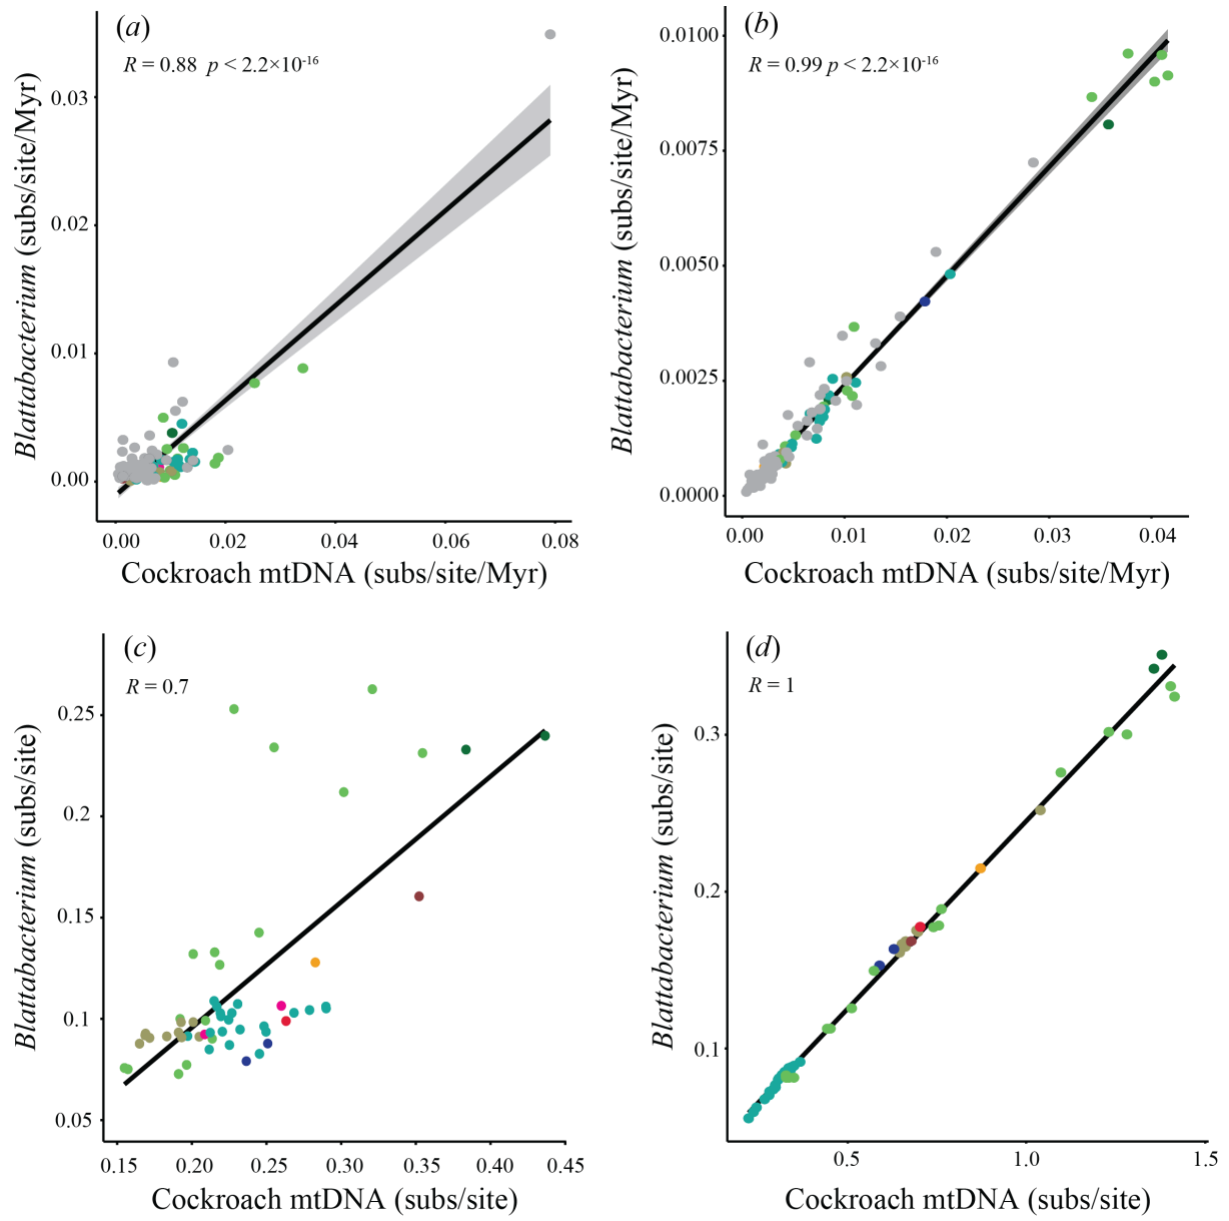 (a)
R = 0.88 p < 2.2×10⁻¹⁶
Blattabacterium (subs/site/Myr)
0.03
0.02
0.01
0.00
0.00 0.02 0.04 0.06 0.08
Cockroach mtDNA (subs/site/Myr)
(b)
R = 0.99 p < 2.2×10⁻¹⁶
Blattabacterium (subs/site/Myr)
0.0100
0.0075
0.0050
0.0025
0.0000
0.00 0.01 0.02 0.03 0.04
Cockroach mtDNA (subs/site/Myr)
(c)
R = 0.7
Blattabacterium (subs/site)
0.25
0.2
0.15
0.1
0.05
0.15 0.20 0.25 0.30 0.35 0.40 0.45
Cockroach mtDNA (subs/site)
(d)
R = 1
Blattabacterium (subs/site)
0.3
0.2
0.1
0.5 1.0 1.5
Cockroach mtDNA (subs/site)